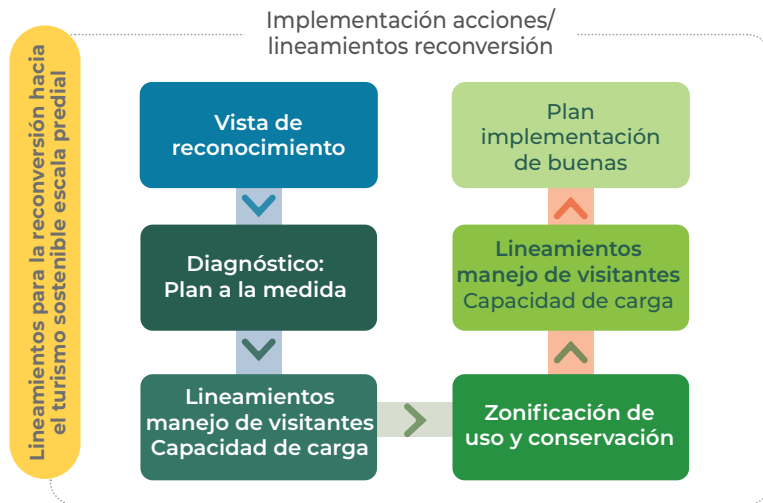 Implementación acciones/
lineamientos reconversión
Lineamientos para la reconversión hacia
el turismo sostenible escala predial
Vista de
reconocimiento
Diagnóstico:
Plan a la medida
Lineamientos
manejo de visitantes
Capacidad de carga
Zonificación de
uso y conservación
Lineamientos
manejo de visitantes
Capacidad de carga
Plan
implementación
de buenas